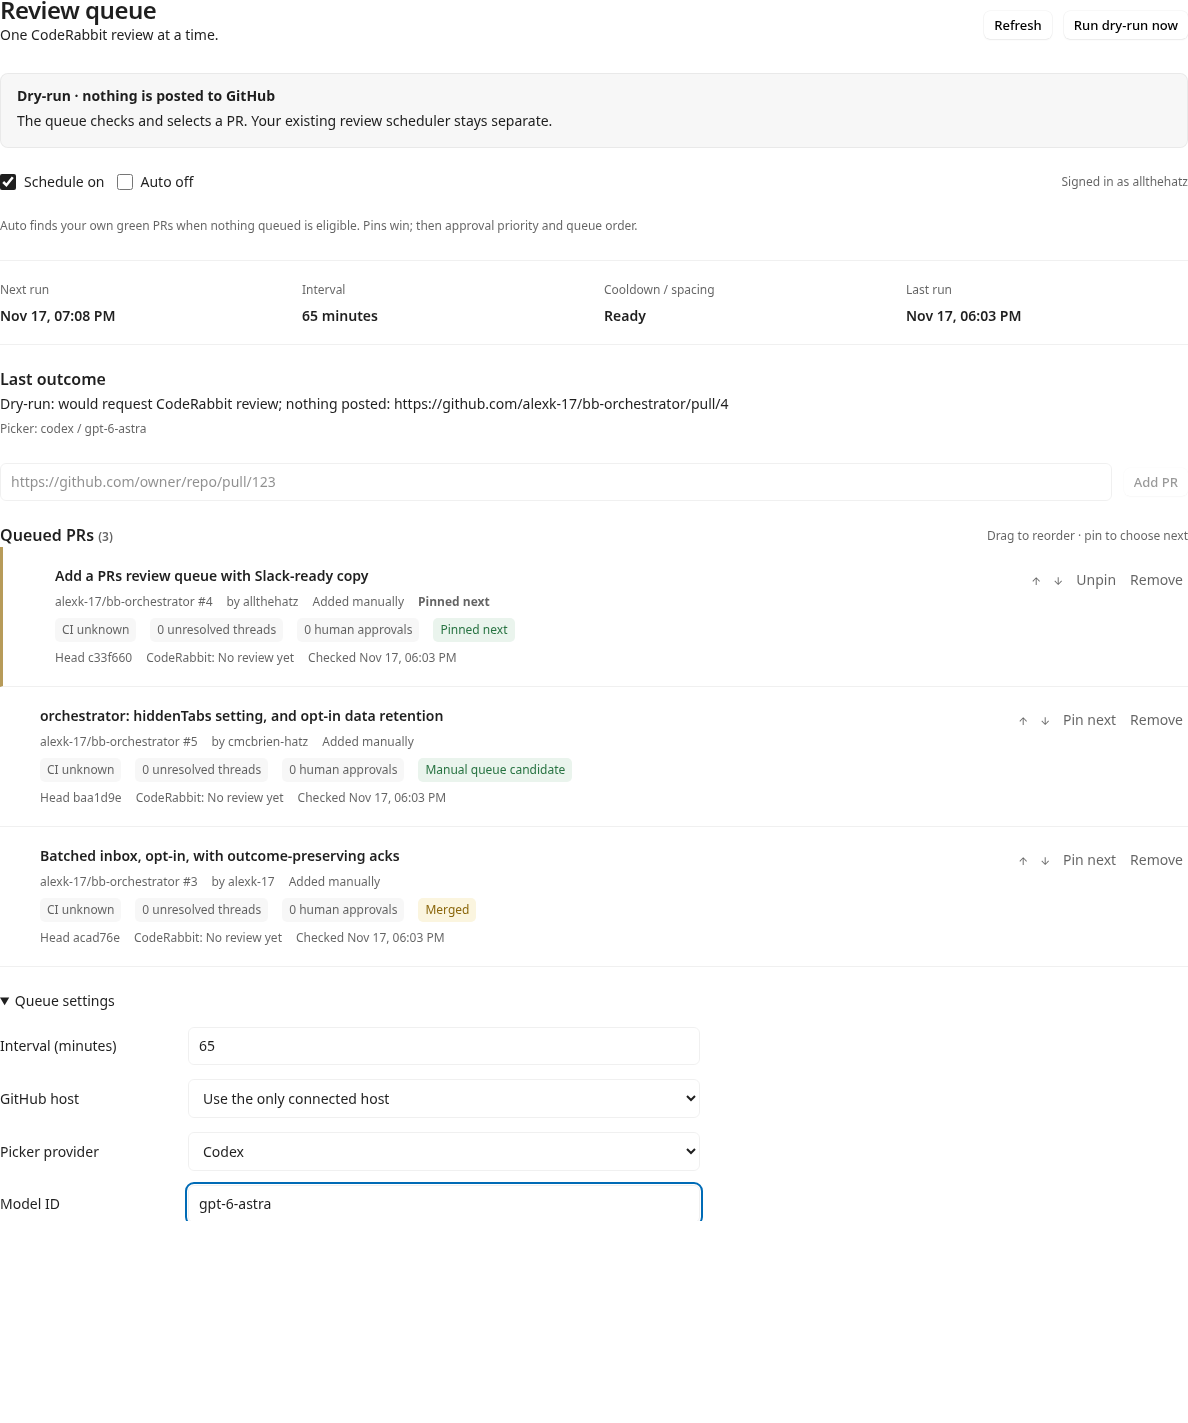 Review queue
One CodeRabbit review at a time.
Refresh
Run dry-run now
Dry-run · nothing is posted to GitHub
The queue checks and selects a PR. Your existing review scheduler stays separate.
Schedule on
Auto off
Signed in as allthehatz
Auto finds your own green PRs when nothing queued is eligible. Pins win; then approval priority and queue order.
Next run
Nov 17, 07:08 PM
Interval
65 minutes
Cooldown / spacing
Ready
Last run
Nov 17, 06:03 PM
Last outcome
Dry-run: would request CodeRabbit review; nothing posted: https://github.com/alexk-17/bb-orchestrator/pull/4
Picker: codex / gpt-6-astra
https://github.com/owner/repo/pull/123
Add PR
Queued PRs (3)
Drag to reorder · pin to choose next
Add a PRs review queue with Slack-ready copy
↑ ↓ Unpin Remove
alexk-17/bb-orchestrator #4 by allthehatz Added manually Pinned next
CI unknown 0 unresolved threads 0 human approvals Pinned next
Head c33f660 CodeRabbit: No review yet Checked Nov 17, 06:03 PM
orchestrator: hiddenTabs setting, and opt-in data retention
↑ ↓ Pin next Remove
alexk-17/bb-orchestrator #5 by cmcbrien-hatz Added manually
CI unknown 0 unresolved threads 0 human approvals Manual queue candidate
Head baa1d9e CodeRabbit: No review yet Checked Nov 17, 06:03 PM
Batched inbox, opt-in, with outcome-preserving acks
↑ ↓ Pin next Remove
alexk-17/bb-orchestrator #3 by alexk-17 Added manually
CI unknown 0 unresolved threads 0 human approvals Merged
Head acad76e CodeRabbit: No review yet Checked Nov 17, 06:03 PM
▼ Queue settings
Interval (minutes) 65
GitHub host Use the only connected host
Picker provider Codex
Model ID gpt-6-astra